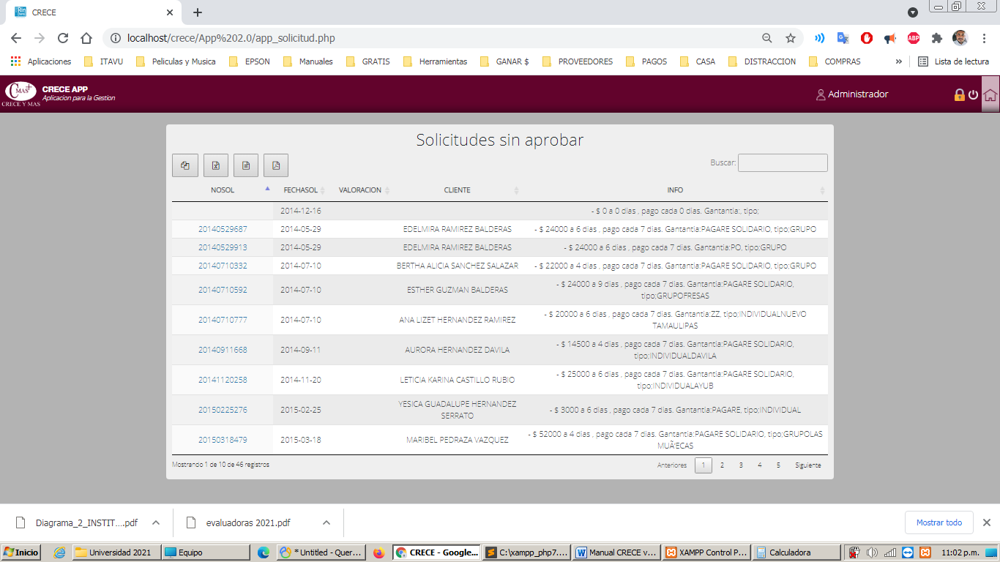 CRECE
localhost/crece/App%202.0/app_solicitud.php
Aplicaciones ITAVU Peliculas y Musica EPSON Manuales GRATIS Herramientas GANAR $ PROVEEDORES PAGOS CASA DISTRACCION COMPRAS » Lista de lectura
CMAS+ CRECE Y MAS
CRECE APP
Aplicacion para la Gestion
Administrador
Solicitudes sin aprobar
Buscar:
NOSOL FECHASOL VALORACION CLIENTE INFO
2014-12-16 - $ 0 a 0 dias , pago cada 0 dias. Gantantia:, tipo;
20140529687 2014-05-29 EDELMIRA RAMIREZ BALDERAS - $ 24000 a 6 dias , pago cada 7 dias. Gantantia:PAGARE SOLIDARIO, tipo;GRUPO
20140529913 2014-05-29 EDELMIRA RAMIREZ BALDERAS - $ 24000 a 6 dias , pago cada 7 dias. Gantantia:PO, tipo;GRUPO
20140710332 2014-07-10 BERTHA ALICIA SANCHEZ SALAZAR - $ 22000 a 4 dias , pago cada 7 dias. Gantantia:PAGARE SOLIDARIO, tipo;GRUPO
20140710592 2014-07-10 ESTHER GUZMAN BALDERAS - $ 24000 a 9 dias , pago cada 7 dias. Gantantia:PAGARE SOLIDARIO,
tipo;GRUPOFRESAS
20140710777 2014-07-10 ANA LIZET HERNANDEZ RAMIREZ - $ 20000 a 6 dias , pago cada 7 dias. Gantantia:ZZ, tipo;INDIVIDUALNUEVO
TAMAULIPAS
20140911668 2014-09-11 AURORA HERNANDEZ DAVILA - $ 14500 a 4 dias , pago cada 7 dias. Gantantia:PAGARE SOLIDARIO,
tipo;INDIVIDUALDAVILA
20141120258 2014-11-20 LETICIA KARINA CASTILLO RUBIO - $ 25000 a 6 dias , pago cada 7 dias. Gantantia:PAGARE SOLIDARIO,
tipo;INDIVIDUALAYUB
20150225276 2015-02-25 YESICA GUADALUPE HERNANDEZ
SERRATO - $ 3000 a 6 dias , pago cada 7 dias. Gantantia:PAGARE, tipo;INDIVIDUAL
20150318479 2015-03-18 MARIBEL PEDRAZA VAZQUEZ - $ 52000 a 4 dias , pago cada 7 dias. Gantantia:PAGARE SOLIDARIO, tipo;GRUPOLAS
MUÃ'ECAS
Mostrando 1 de 10 de 46 registros
Anteriores 1 2 3 4 5 Siguiente
Diagrama_2_INSTIT....pdf evaluadoras 2021.pdf Mostrar todo
Inicio Universidad 2021 Equipo * Untitled - Quer... CRECE - Google... C:\xampp_php7.... Manual CRECE v... XAMPP Control P... Calculadora 11:02 p.m.